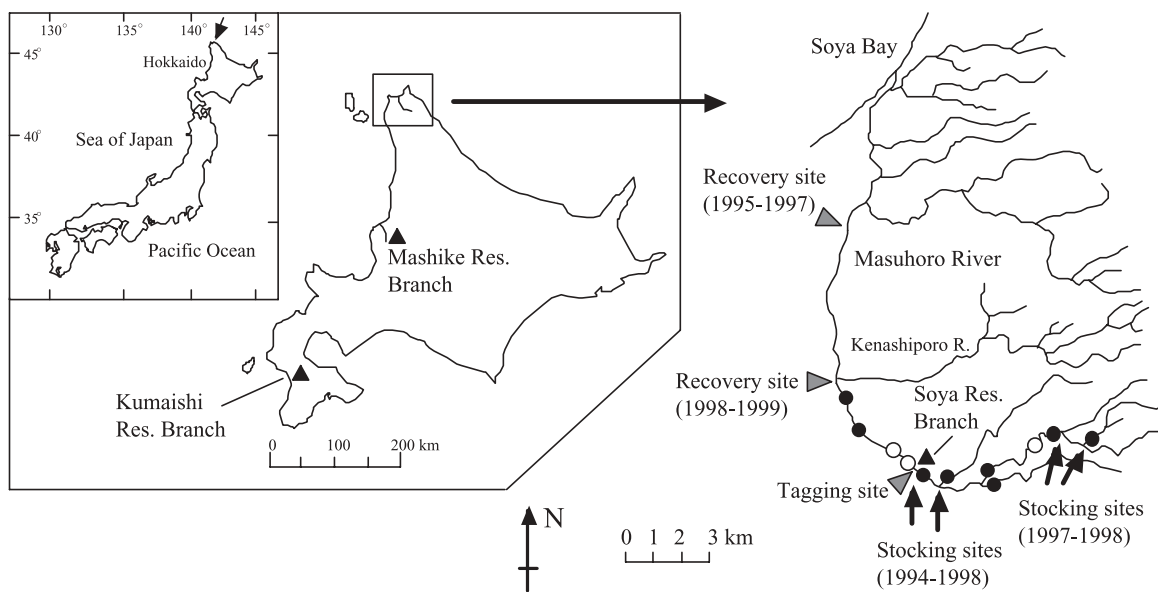 130°
135°
140°
145°
45°
40°
35°
Hokkaido
Sea of Japan
Pacific Ocean
Mashike Res.
Branch
Kumaishi
Res. Branch
0 100 200 km
N
0 1 2 3 km
Soya Bay
Recovery site
(1995-1997)
Masuhoro River
Kenashiporo R.
Recovery site
(1998-1999)
Soya Res.
Branch
Tagging site
Stocking sites
(1997-1998)
Stocking sites
(1994-1998)